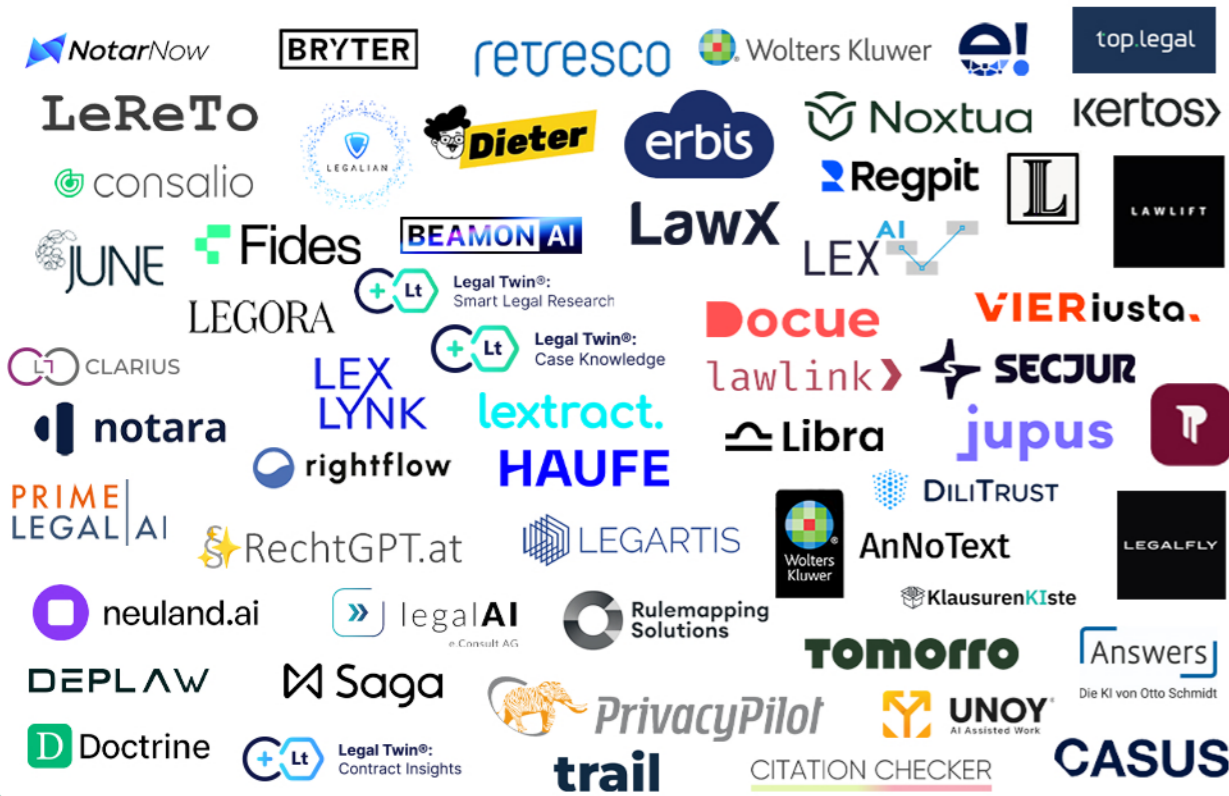 NotarNow
BRYTER
retresco
Wolters Kluwer
e!
top.legal
LeReTo
LEGALIAN
Dieter
erbis
Noxtua
kertos
consalio
Regpit
L
LAWLIFT
JUNE
Fides
BEAMON AI
LawX
LEX AI
LEGORA
+ Lt
Legal Twin®:
Smart Legal Research
Docue
VIERiusta.
+ Lt
Legal Twin®:
Case Knowledge
CLARIUS
LEX
LYNK
lawlink
SECJUR
notara
lextract.
Libra
jupus
rightflow
HAUFE
PRIME
LEGAL AI
DILITRUST
RechtGPT.at
LEGARTIS
Wolters
Kluwer
®
AnNoText
LEGALFLY
neuland.ai
legalAI
e.Consult AG
Rulemapping
Solutions
KlausurenKIste
Tomorro
Answers
Die KI von Otto Schmidt
DEPLAW
Saga
PrivacyPilot
UNOY®
AI Assisted Work
D Doctrine
+ Lt
Legal Twin®:
Contract Insights
trail
CITATION CHECKER
CASUS